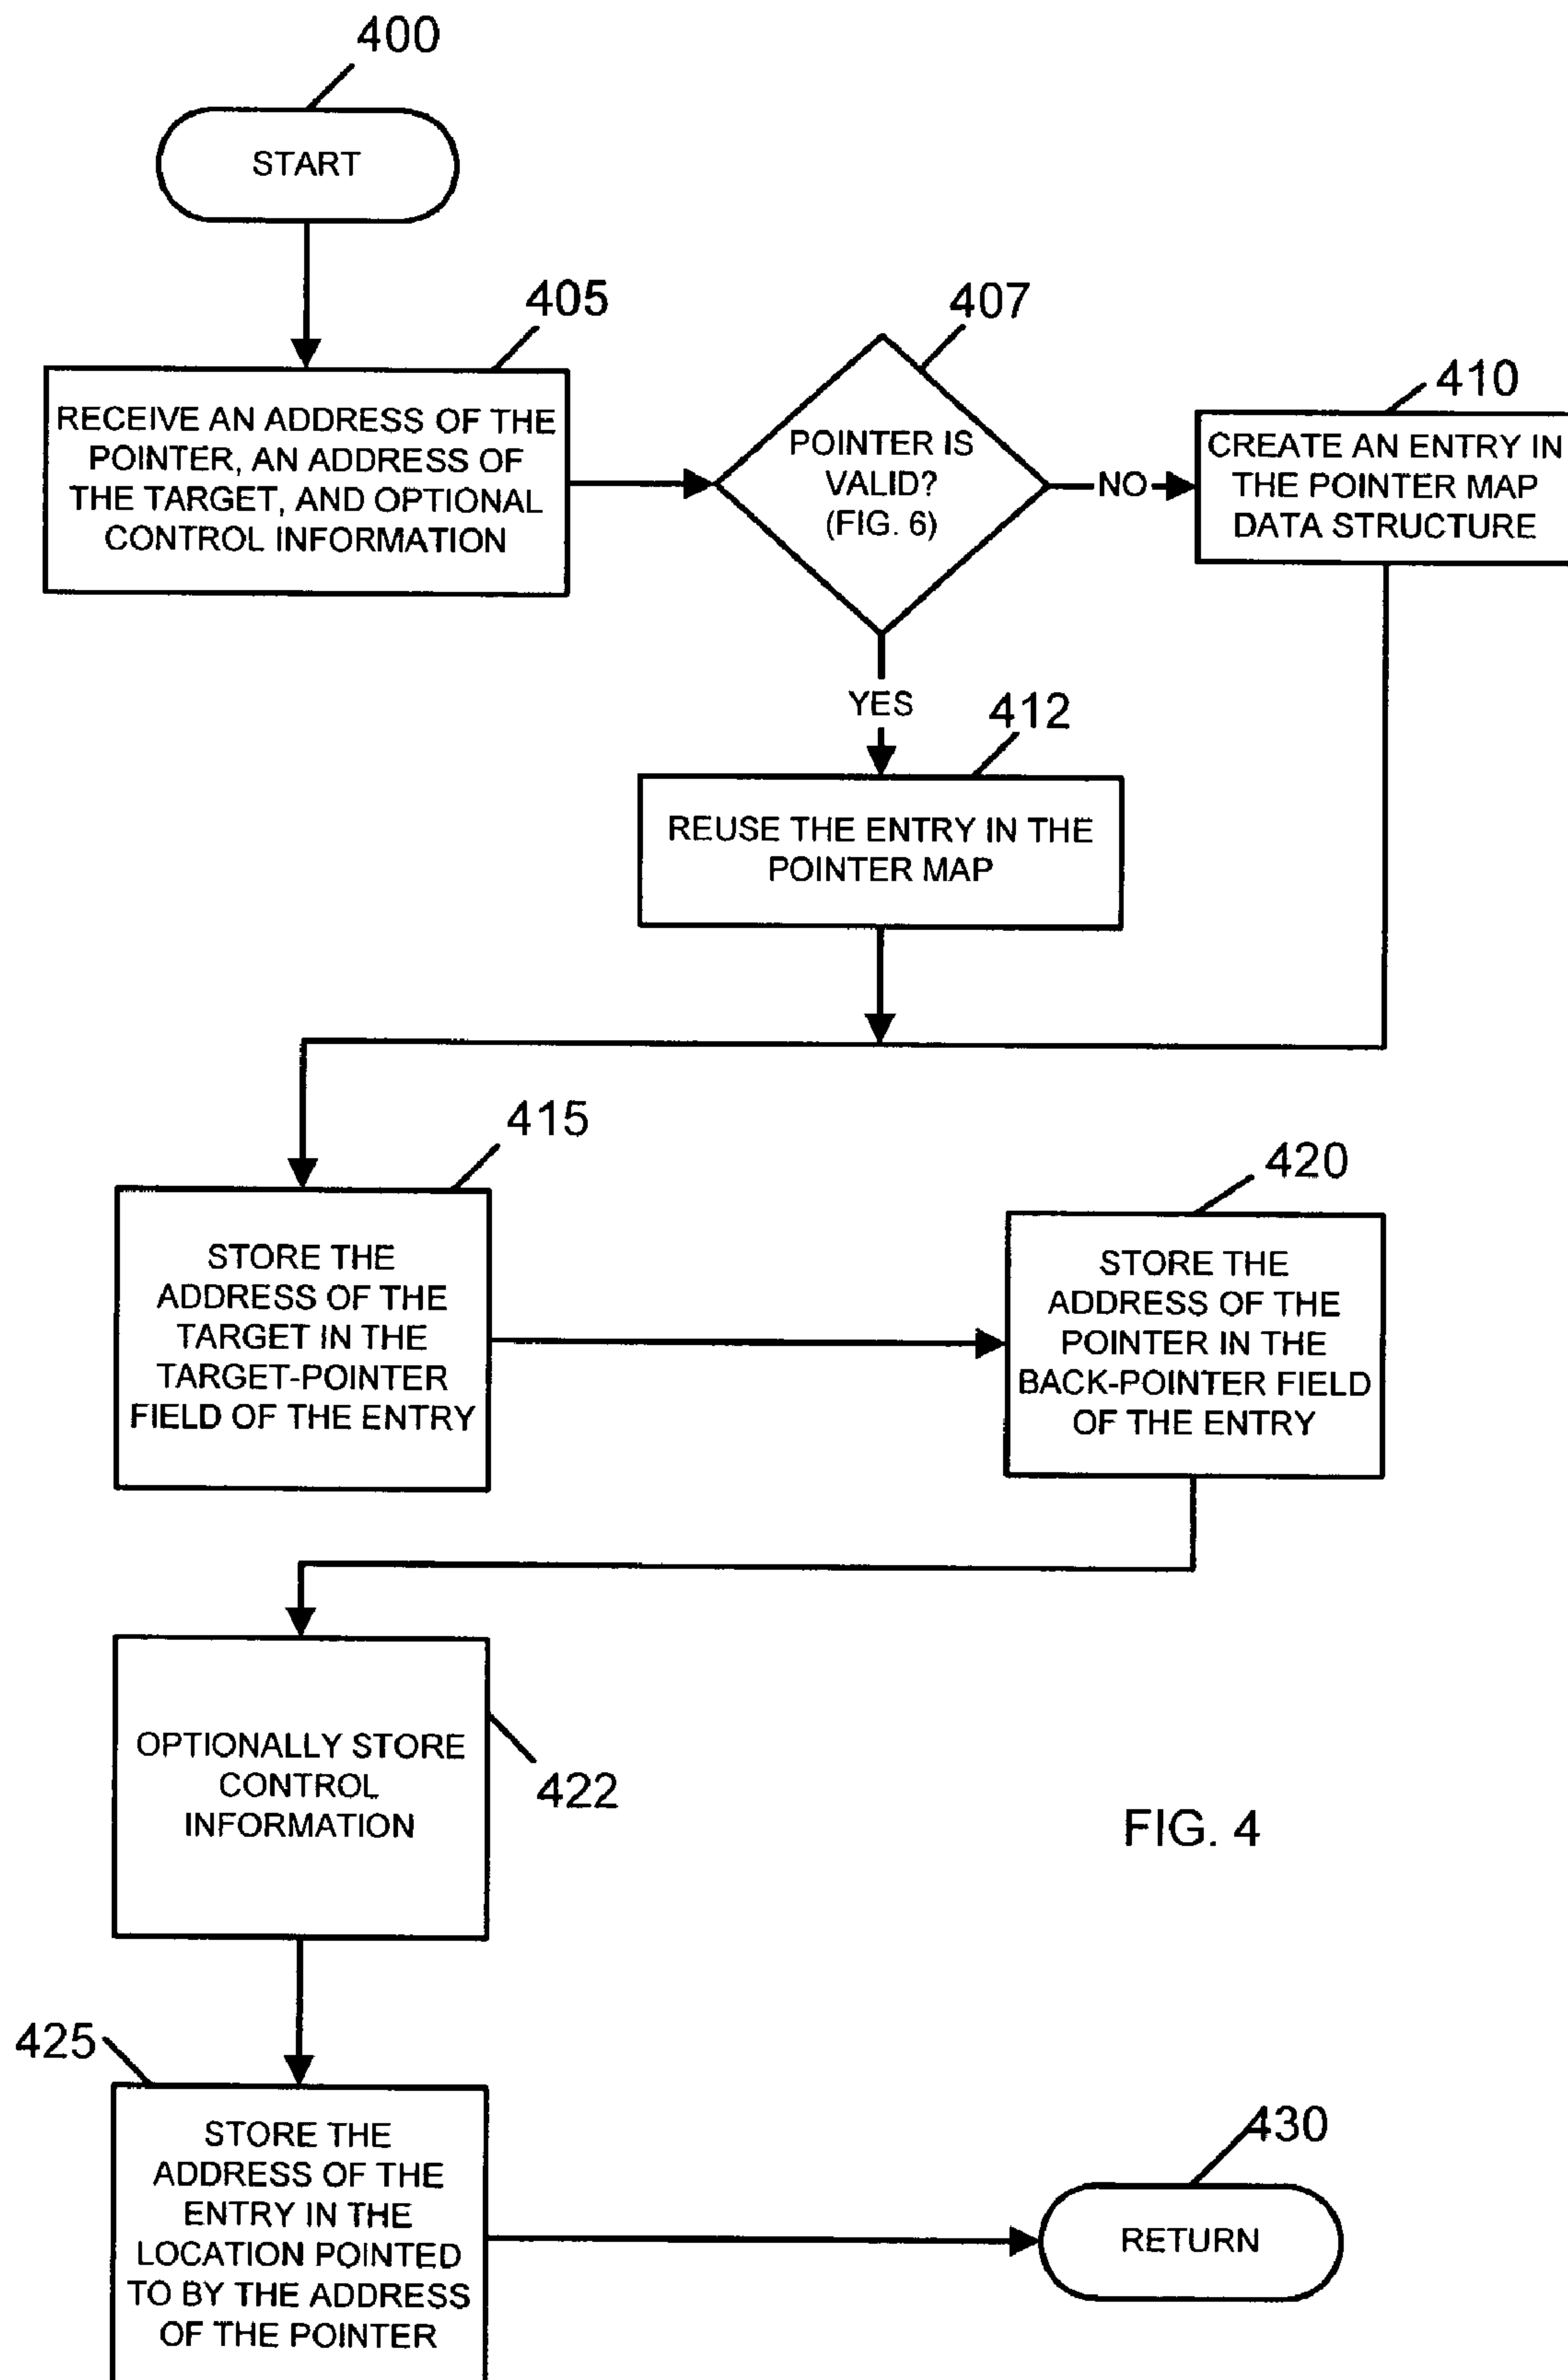 400
START
405
RECEIVE AN ADDRESS OF THE
POINTER, AN ADDRESS OF
THE TARGET, AND OPTIONAL
CONTROL INFORMATION
407
POINTER IS
VALID?
(FIG. 6)
NO
410
CREATE AN ENTRY IN
THE POINTER MAP
DATA STRUCTURE
YES
412
REUSE THE ENTRY IN THE
POINTER MAP
415
STORE THE
ADDRESS OF THE
TARGET IN THE
TARGET-POINTER
FIELD OF THE ENTRY
420
STORE THE
ADDRESS OF THE
POINTER IN THE
BACK-POINTER FIELD
OF THE ENTRY
OPTIONALLY STORE
CONTROL
INFORMATION
422
FIG. 4
425
STORE THE
ADDRESS OF THE
ENTRY IN THE
LOCATION POINTED
TO BY THE ADDRESS
OF THE POINTER
430
RETURN